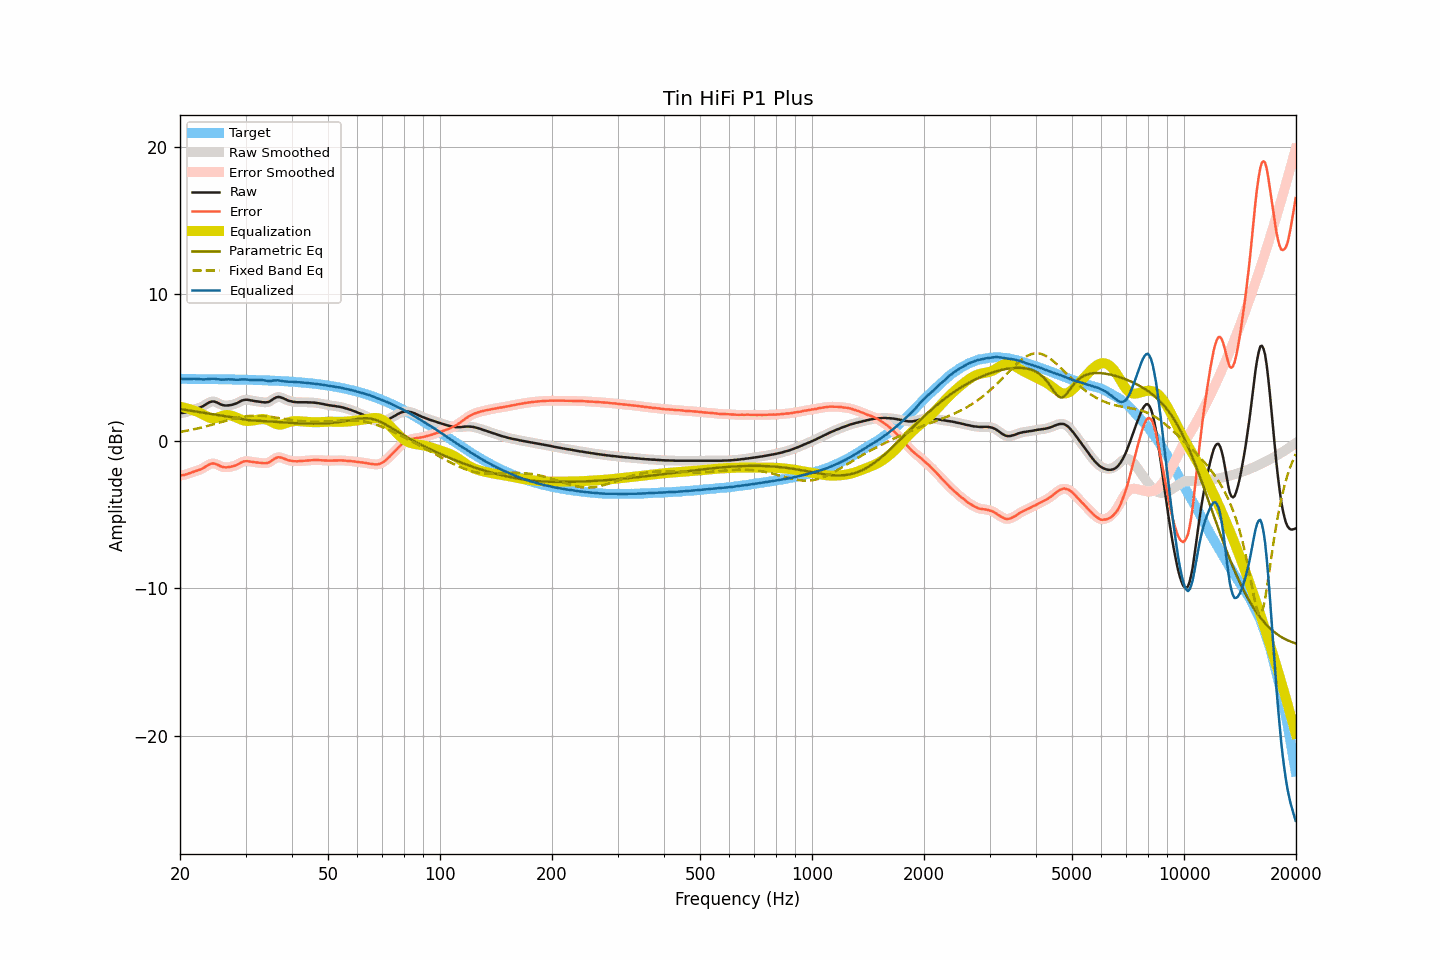 Tin HiFi P1 Plus
Target
Raw Smoothed
Error Smoothed
Raw
Error
Equalization
Parametric Eq
Fixed Band Eq
Equalized
20
10
0
−10
−20
Amplitude (dBr)
20 50 100 200 500 1000 2000 5000 10000 20000
Frequency (Hz)